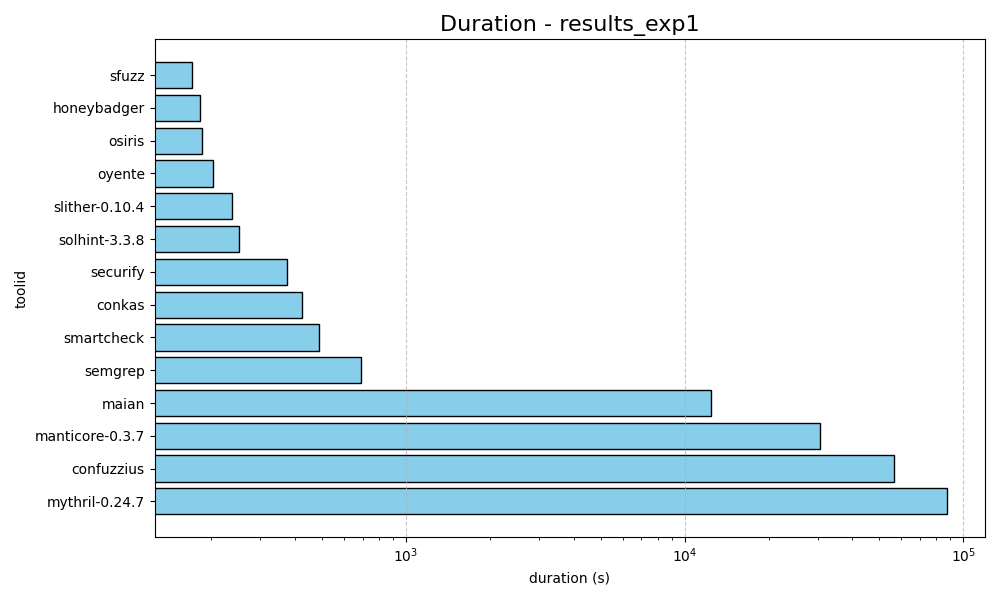 Duration - results_exp1
sfuzz
honeybadger
osiris
oyente
slither-0.10.4
solhint-3.3.8
securify
conkas
smartcheck
semgrep
maian
manticore-0.3.7
confuzzius
mythril-0.24.7
toolid
10³ 10⁴ 10⁵
duration (s)